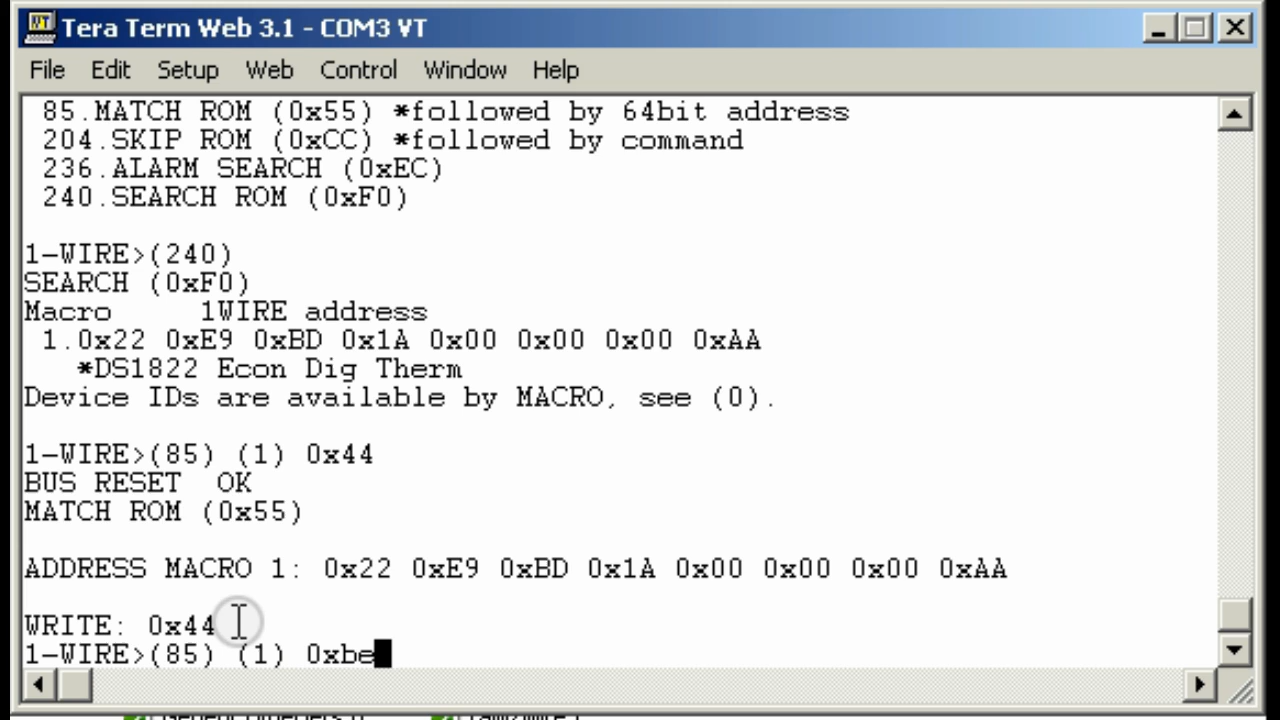 Tera Term Web 3.1 - COM3 VT
File Edit Setup Web Control Window Help
85.MATCH ROM (0x55) *followed by 64bit address
204.SKIP ROM (0xCC) *followed by command
236.ALARM SEARCH (0xEC)
240.SEARCH ROM (0xF0)
1-WIRE>(240)
SEARCH (0xF0)
Macro 1WIRE address
1.0x22 0xE9 0xBD 0x1A 0x00 0x00 0x00 0xAA
*DS1822 Econ Dig Therm
Device IDs are available by MACRO, see (0).
1-WIRE>(85) (1) 0x44
BUS RESET OK
MATCH ROM (0x55)
ADDRESS MACRO 1: 0x22 0xE9 0xBD 0x1A 0x00 0x00 0x00 0xAA
WRITE: 0x44
1-WIRE>(85) (1) 0xbe